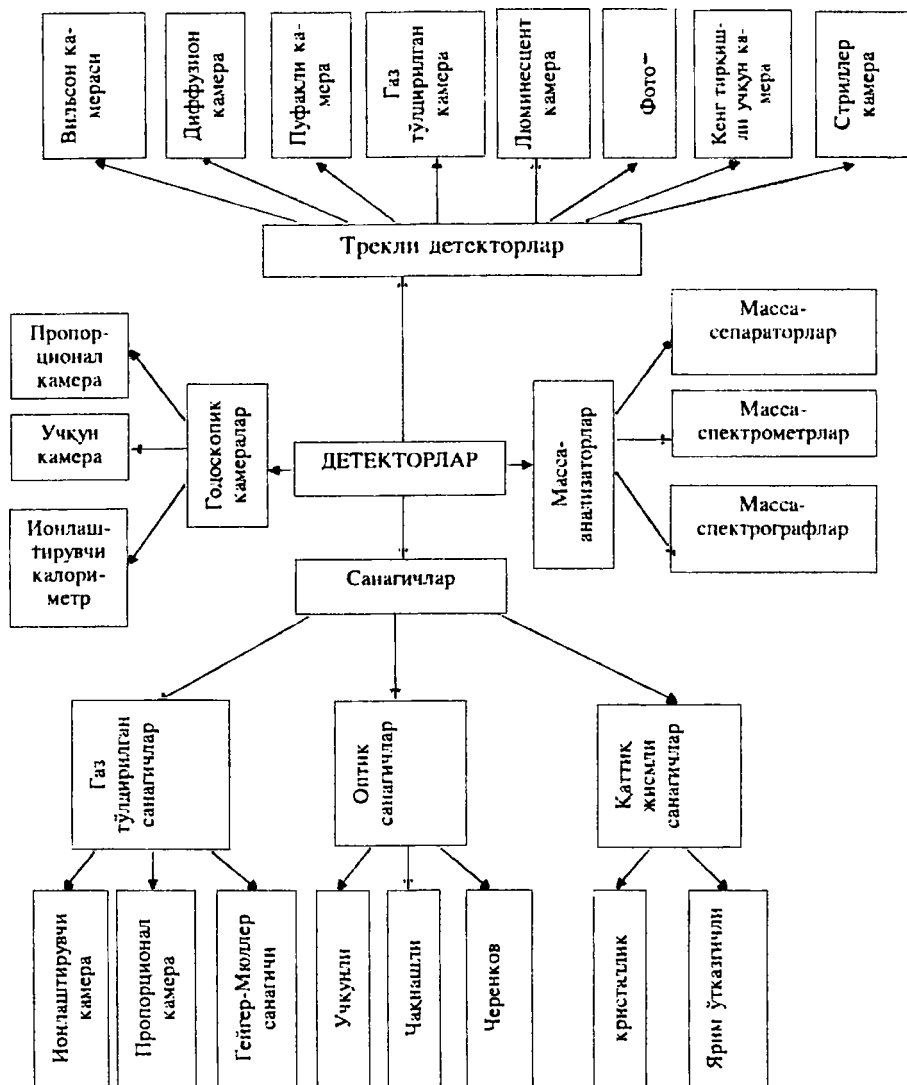 Вильсон ка-
мераси
Диффузион
камера
Пуфакли ка-
мера
Газ
тўлдирилган
камера
Люминесцент
камера
Фото-
Кенг тирқиш-
ли учқун ка-
мера
Стриллер
камера
Трекли детекторлар
Пропор-
ционал
камера
Учқун
камера
Ионлаш-
тирувчи
калори-
метр
Годоскопик
камералар
ДЕТЕКТОРЛАР
Масса-
анализаторлар
Масса-
сепараторлар
Масса-
спектрометрлар
Масса-
спектрографлар
Санагичлар
Газ
тўлдирилган
санагичлар
Оптик
санагичлар
Қаттиқ
жисмли
санагичлар
Ионлаштирувчи
камера
Пропорционал
камера
Гейгер-Мюллер
санагичи
Учқунли
Чақнашли
Черенков
кристаллик
Ярим ўтказгичли